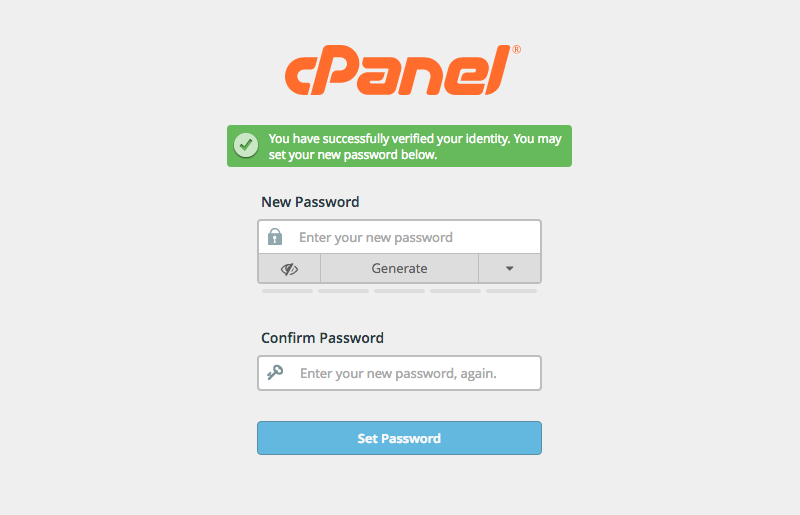 cPanel®
You have successfully verified your identity. You may
set your new password below.
New Password
Enter your new password
Generate
Confirm Password
Enter your new password, again.
Set Password